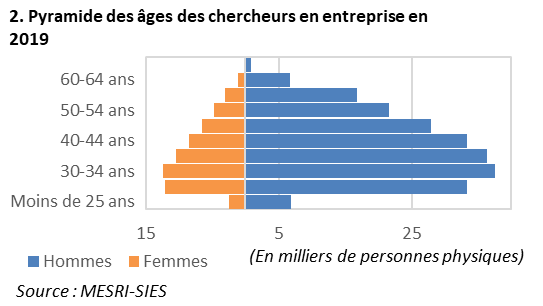 2. Pyramide des âges des chercheurs en entreprise en
2019
60-64 ans
50-54 ans
40-44 ans
30-34 ans
Moins de 25 ans
15 5 25
Hommes Femmes (En milliers de personnes physiques)
Source : MESRI-SIES